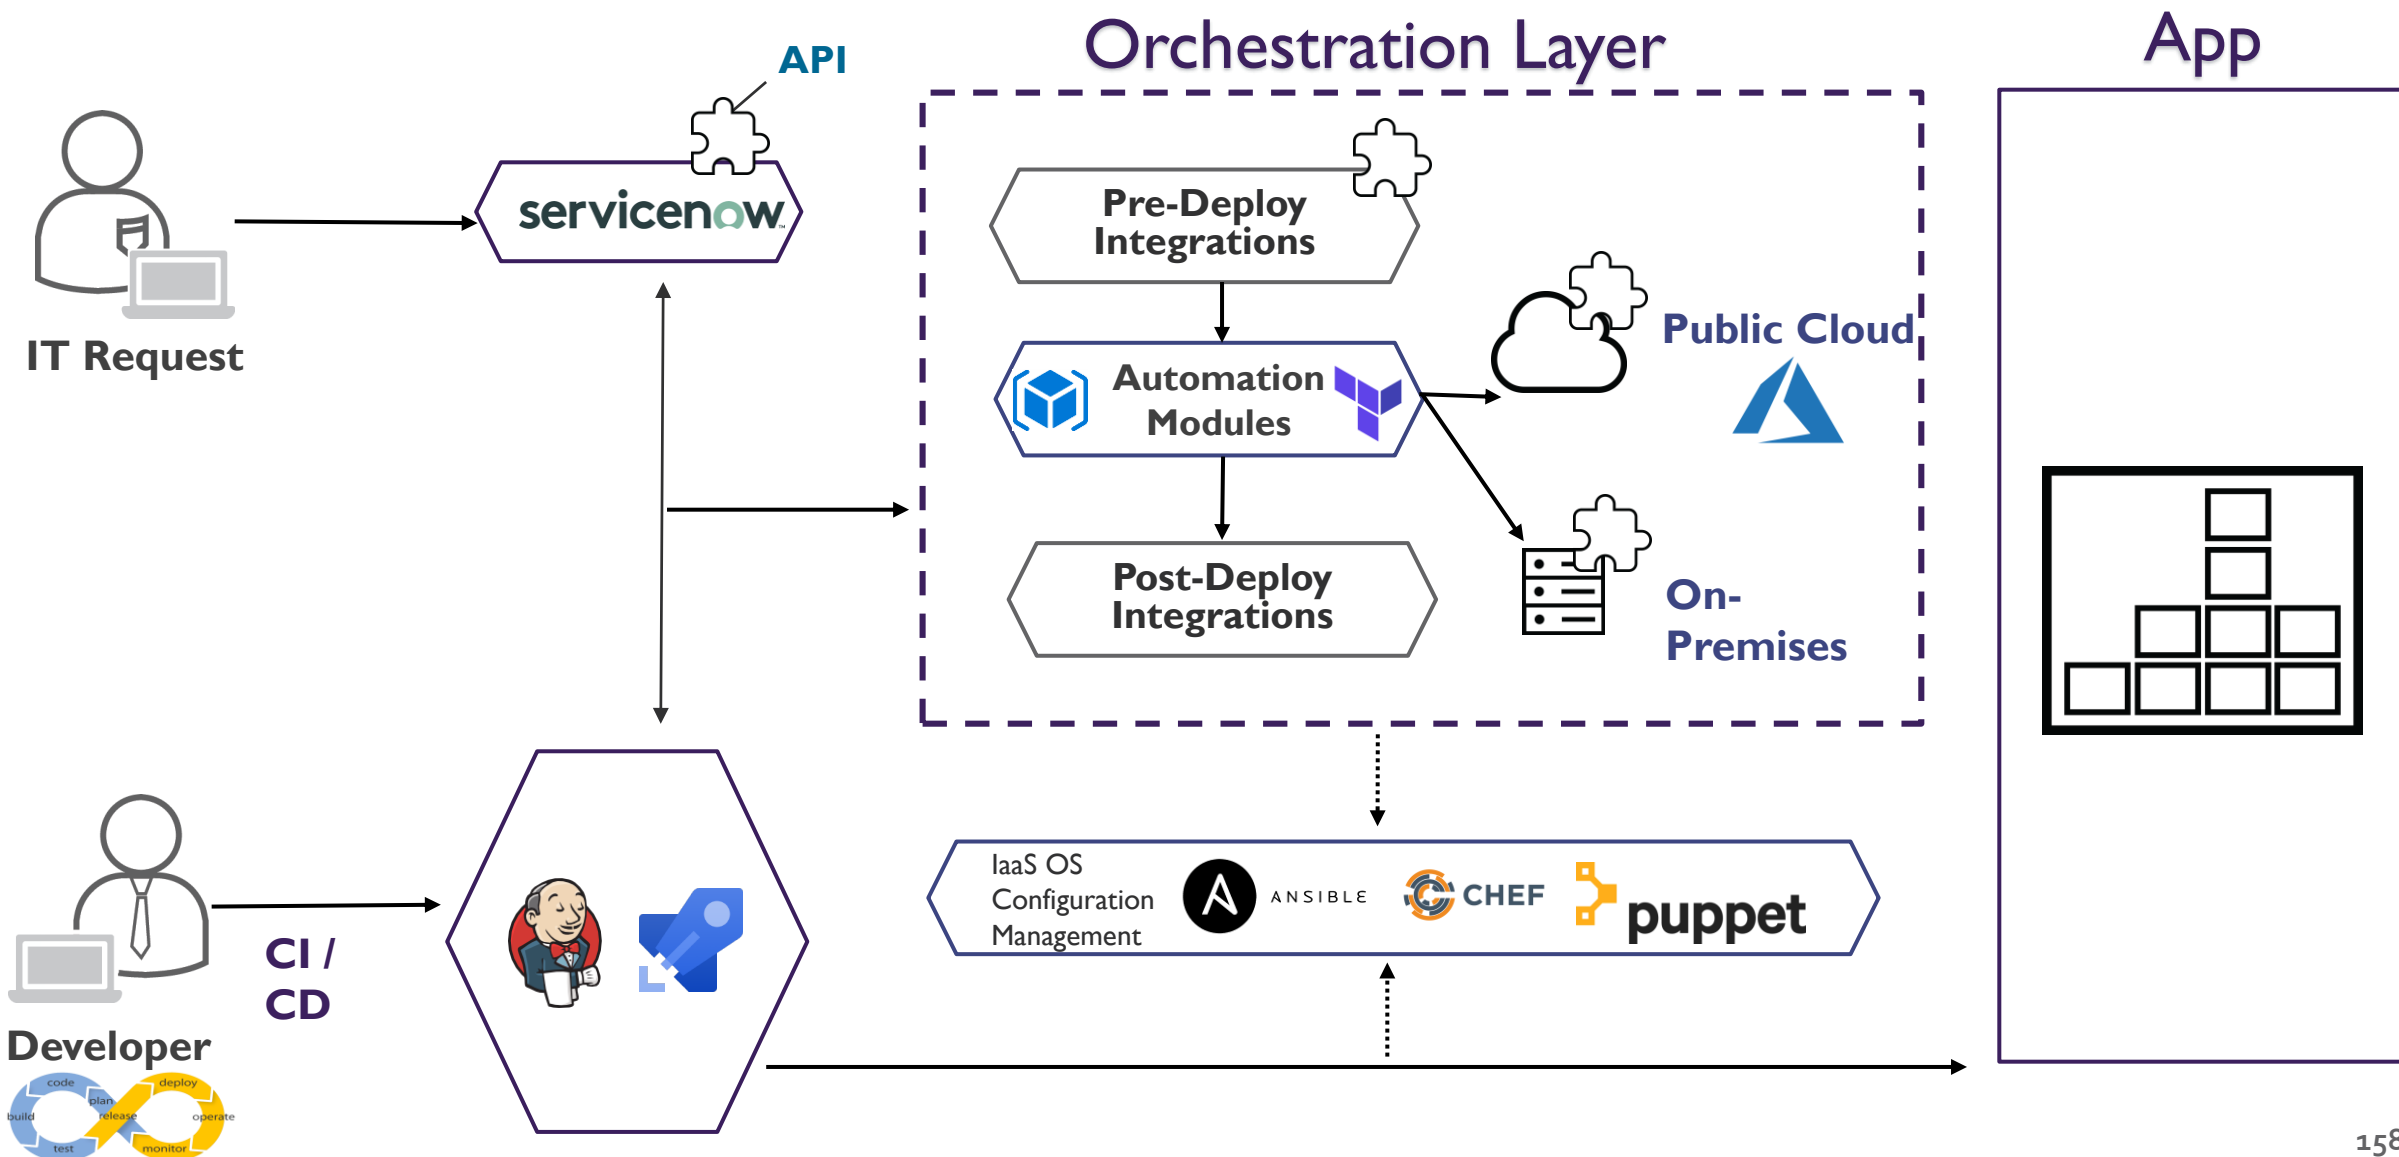 Orchestration Layer
App
API
servicenow
IT Request
Pre-Deploy
Integrations
Automation
Modules
Public Cloud
Post-Deploy
Integrations
On-
Premises
IaaS OS
Configuration
Management
ANSIBLE
CHEF
puppet
CI /
CD
Developer
code
deploy
plan
build
release
operate
test
monitor
158